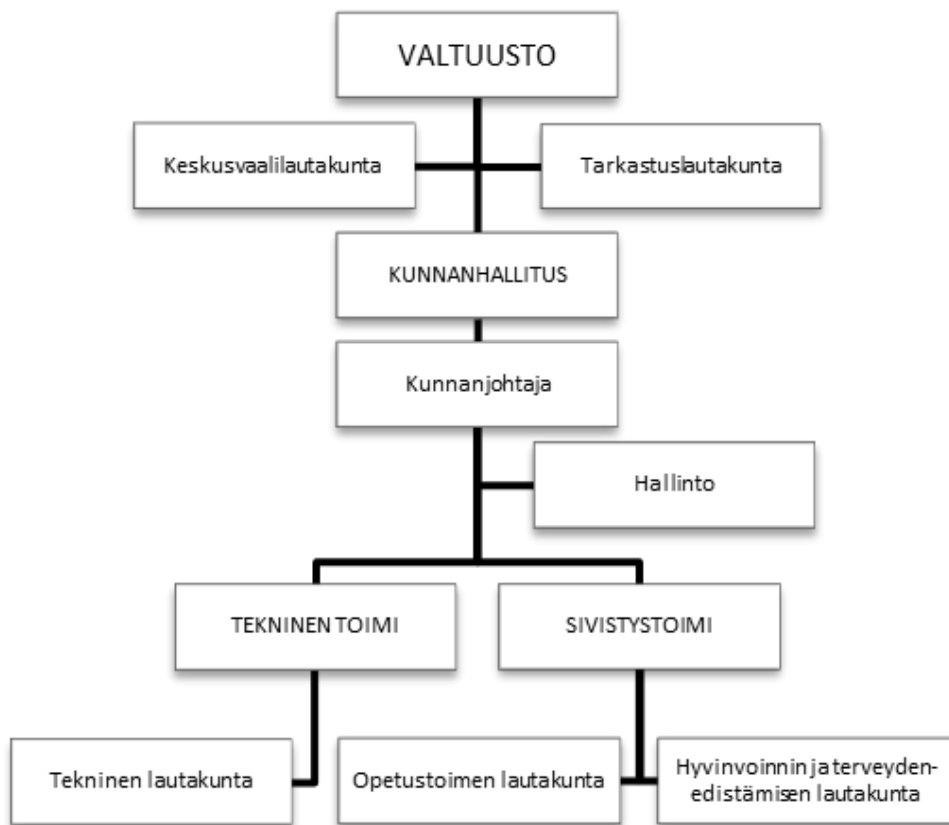 VALTUUSTO
Keskusvaalilautakunta
Tarkastuslautakunta
KUNNANHALLITUS
Kunnanjohtaja
Hallinto
TEKNINEN TOIMI
SIVISTYSTOIMI
Tekninen lautakunta
Opetustoimen lautakunta
Hyvinvoinnin ja terveyden-
edistämisen lautakunta